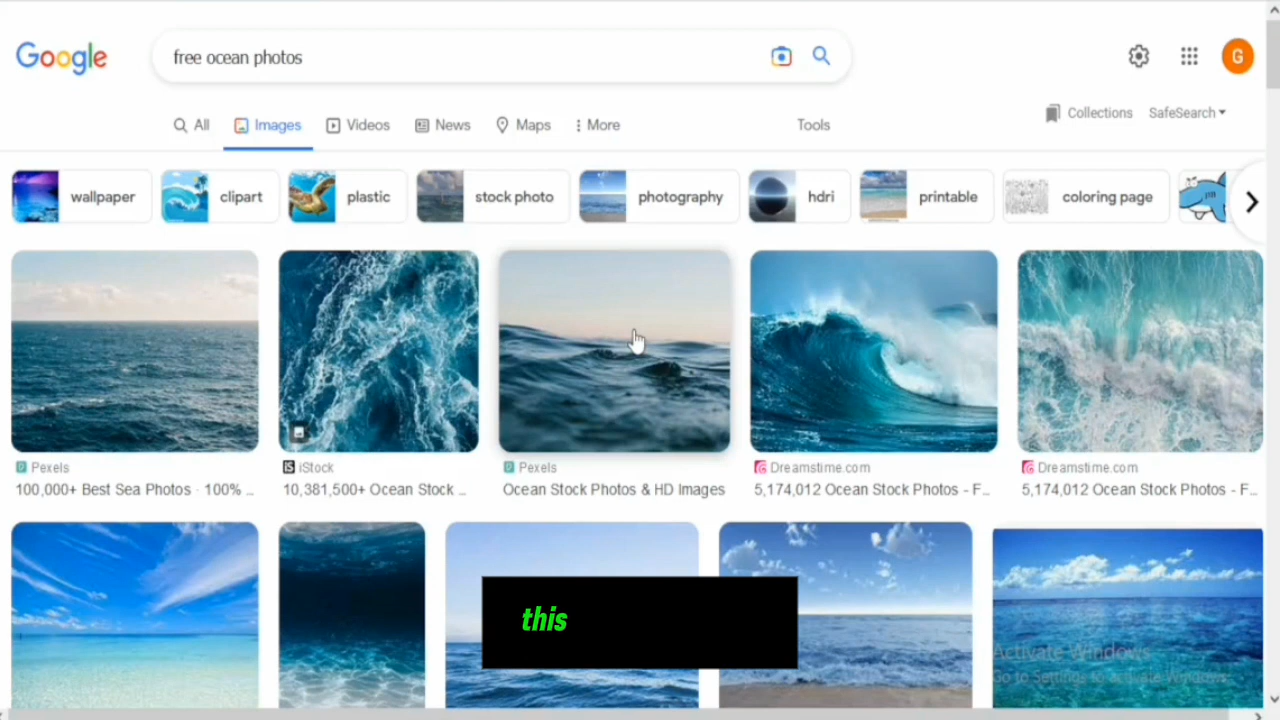 Google
free ocean photos
G
All
Images
Videos
News
Maps
More
Tools
Collections
SafeSearch
wallpaper
clipart
plastic
stock photo
photography
hdri
printable
coloring page
Pexels
100,000+ Best Sea Photos · 100% ...
iStock
10,381,500+ Ocean Stock ...
Pexels
Ocean Stock Photos & HD Images
Dreamstime.com
5,174,012 Ocean Stock Photos - F...
Dreamstime.com
5,174,012 Ocean Stock Photos - F...
this
Activate Windows
Go to Settings to activate Windows.